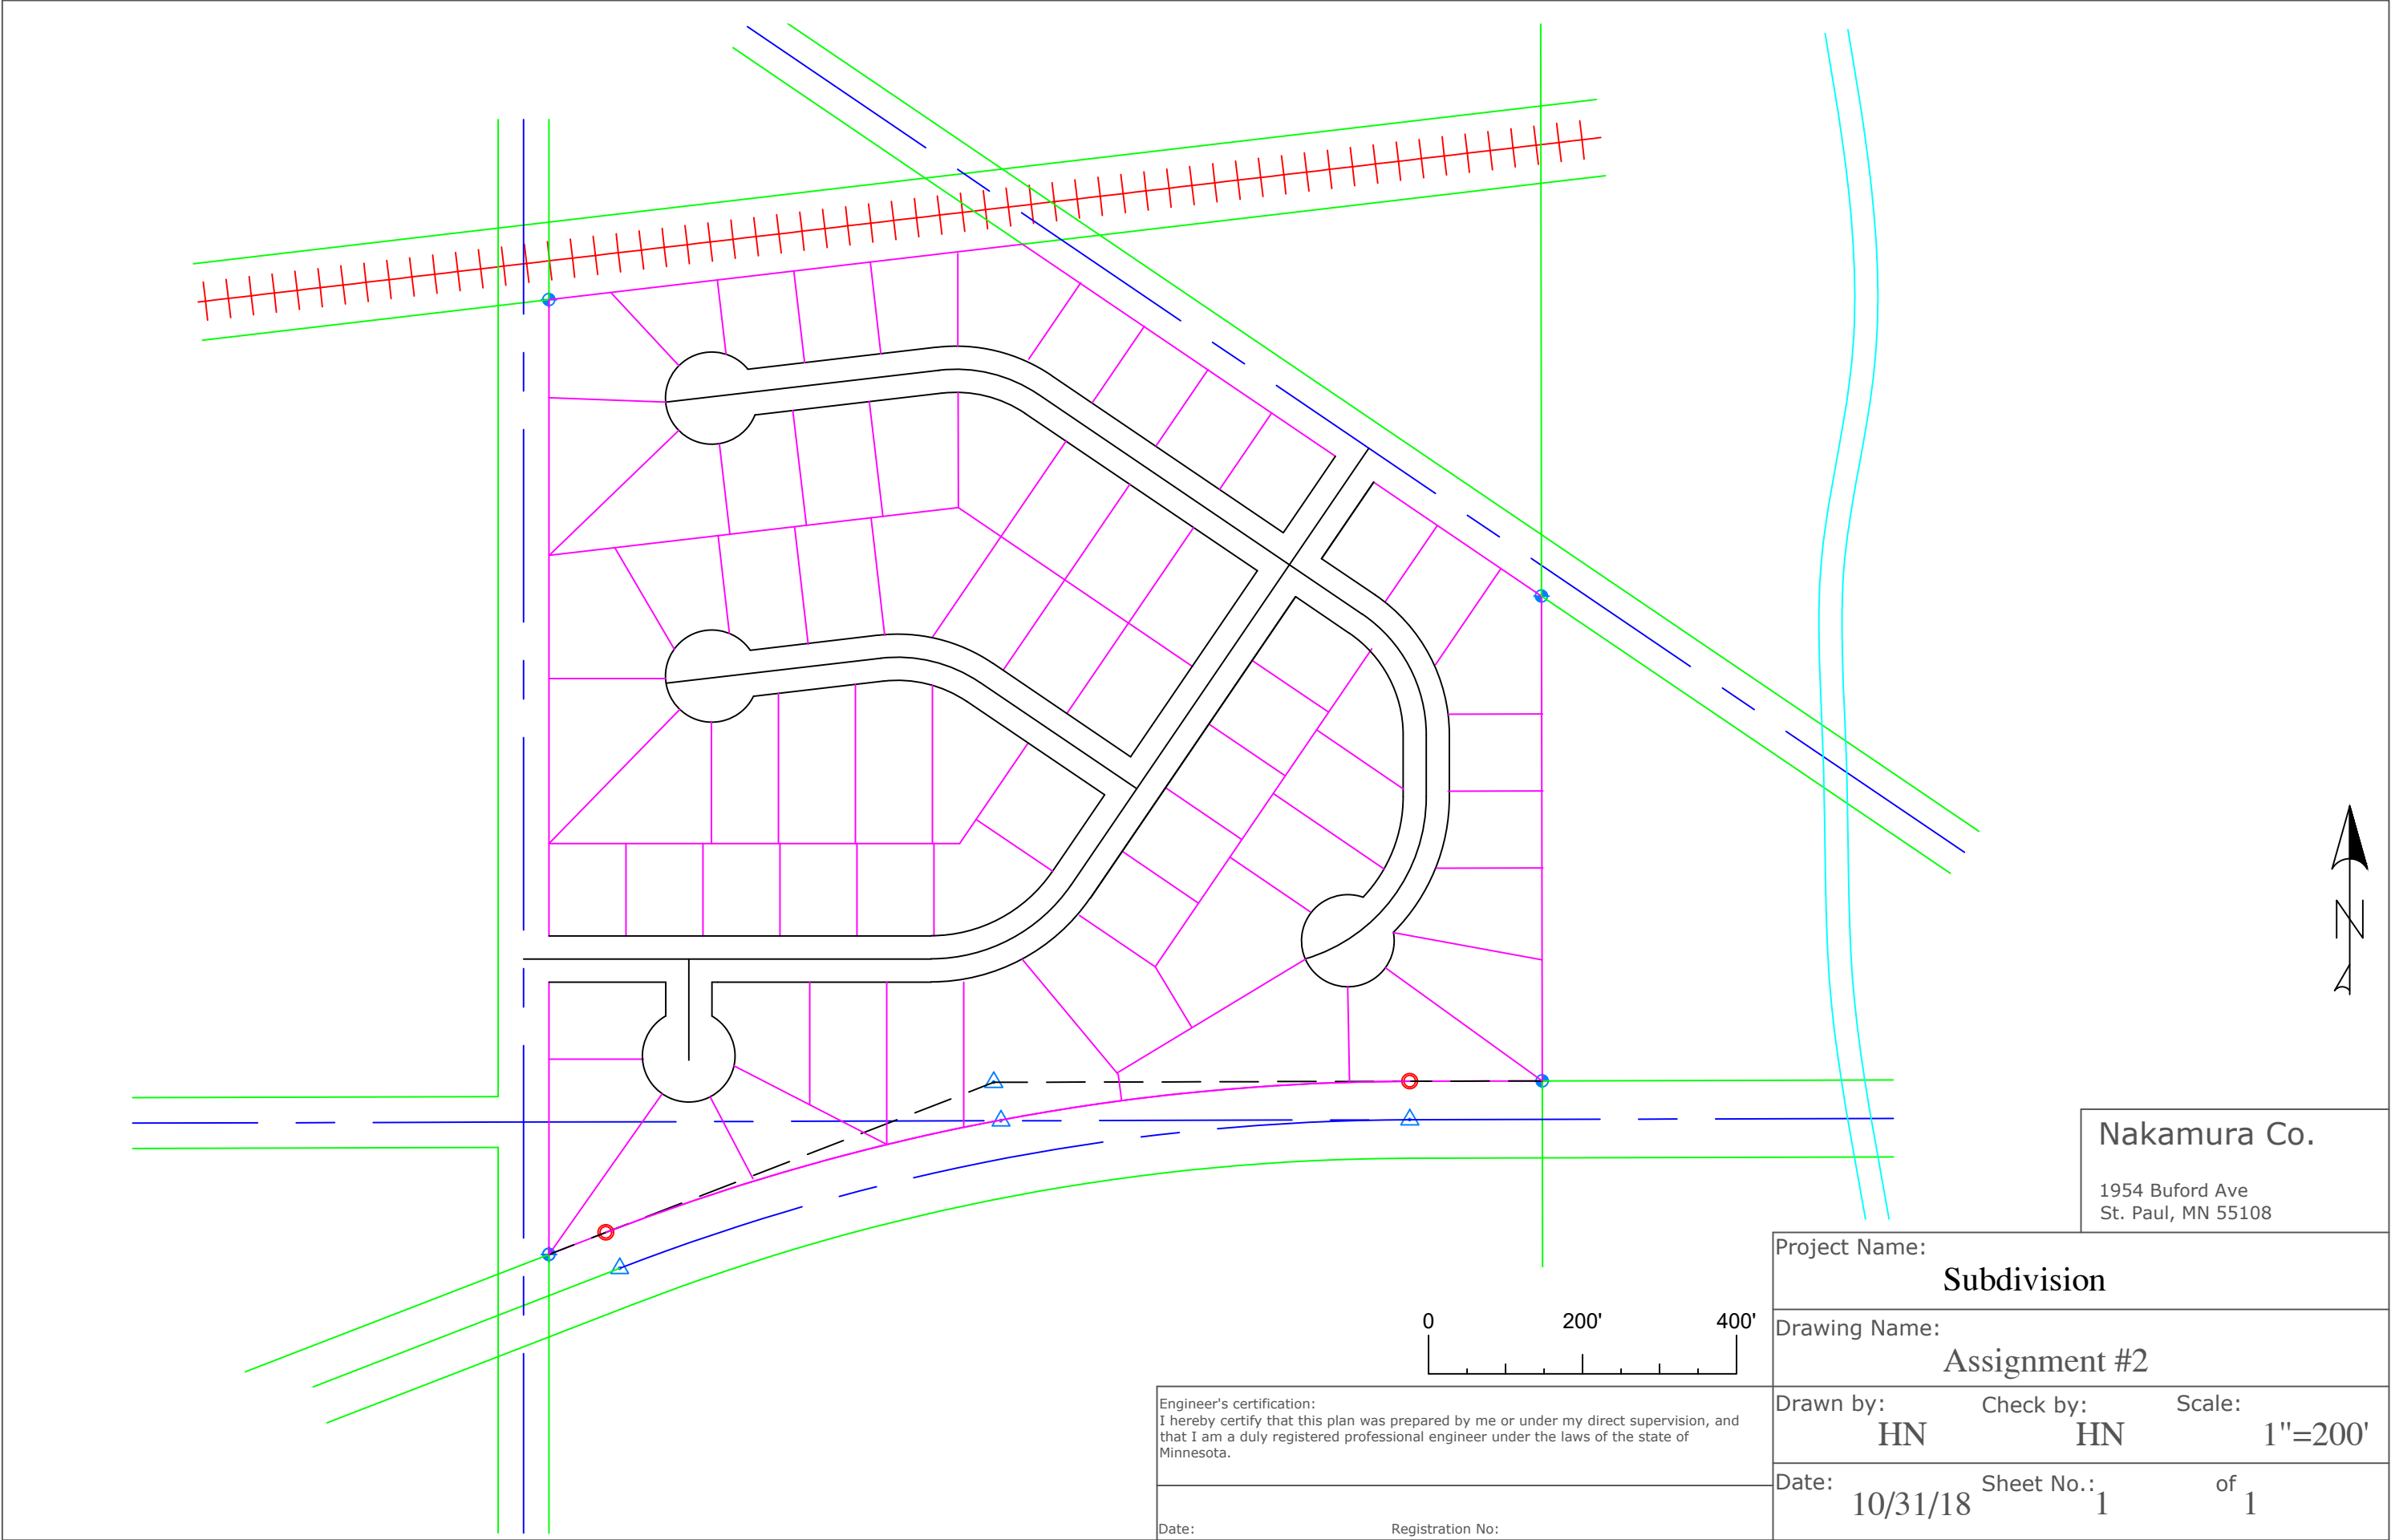 N
Nakamura Co.
1954 Buford Ave
St. Paul, MN 55108
0 200' 400'
Project Name:
Subdivision
Drawing Name:
Assignment #2
Engineer's certification:
I hereby certify that this plan was prepared by me or under my direct supervision, and
that I am a duly registered professional engineer under the laws of the state of
Minnesota.
Date: Registration No:
Drawn by: Check by: Scale:
HN HN 1"=200'
Date: 10/31/18 Sheet No.: 1 of 1